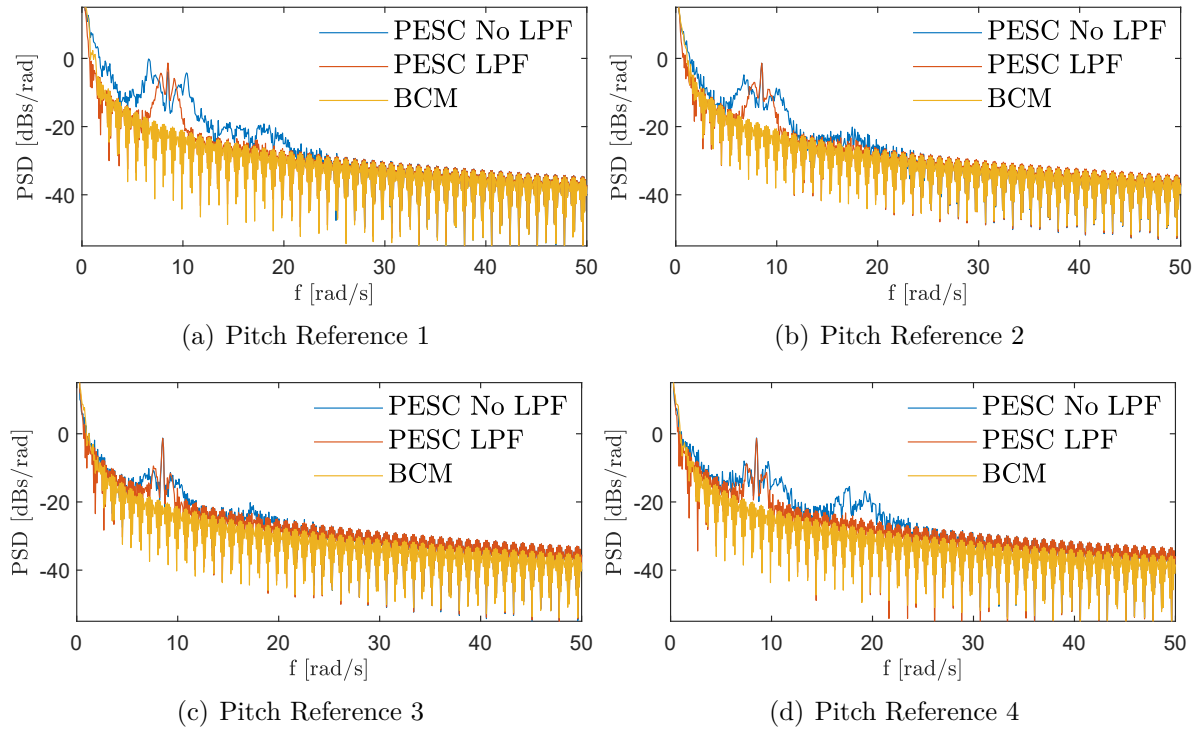 PESC No LPF
PESC LPF
BCM
PSD [dBs/rad]
0
-20
-40
0 10 20 30 40 50
f [rad/s]
(a) Pitch Reference 1
PESC No LPF
PESC LPF
BCM
PSD [dBs/rad]
0
-20
-40
0 10 20 30 40 50
f [rad/s]
(b) Pitch Reference 2
PESC No LPF
PESC LPF
BCM
PSD [dBs/rad]
0
-20
-40
0 10 20 30 40 50
f [rad/s]
(c) Pitch Reference 3
PESC No LPF
PESC LPF
BCM
PSD [dBs/rad]
0
-20
-40
0 10 20 30 40 50
f [rad/s]
(d) Pitch Reference 4